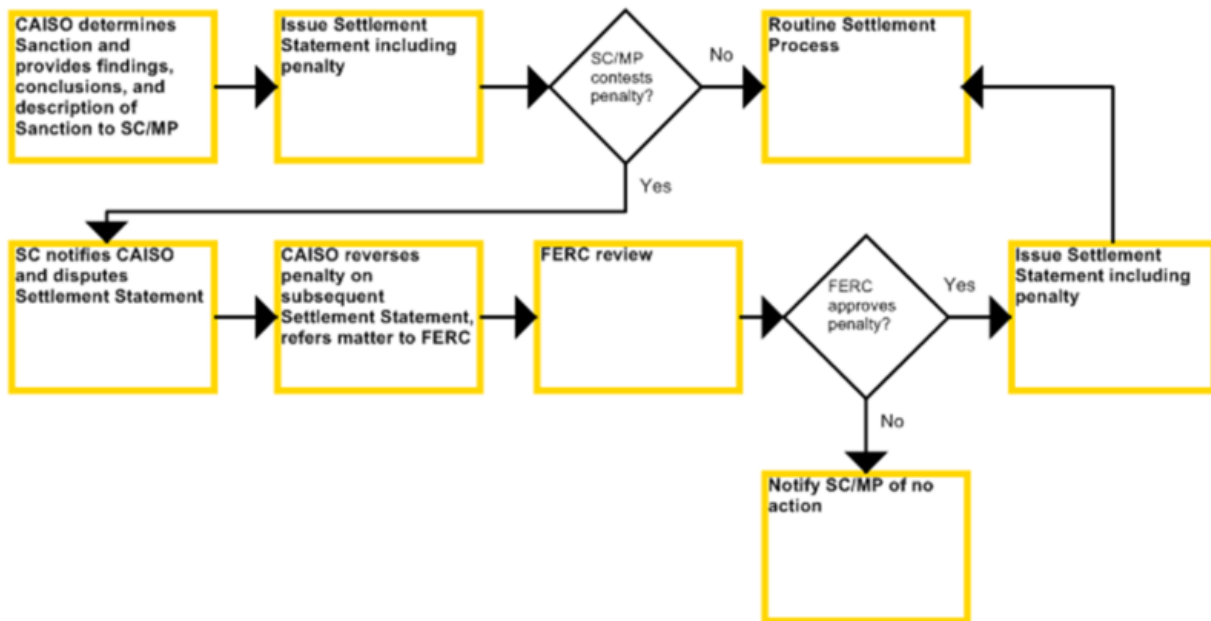 CAISO determines
Sanction and
provides findings,
conclusions, and
description of
Sanction to SC/MP
Issue Settlement
Statement including
penalty
SC/MP
contests
penalty?
No
Routine Settlement
Process
Yes
SC notifies CAISO
and disputes
Settlement Statement
CAISO reverses
penalty on
subsequent
Settlement Statement,
refers matter to FERC
FERC review
FERC
approves
penalty?
Yes
Issue Settlement
Statement including
penalty
No
Notify SC/MP of no
action